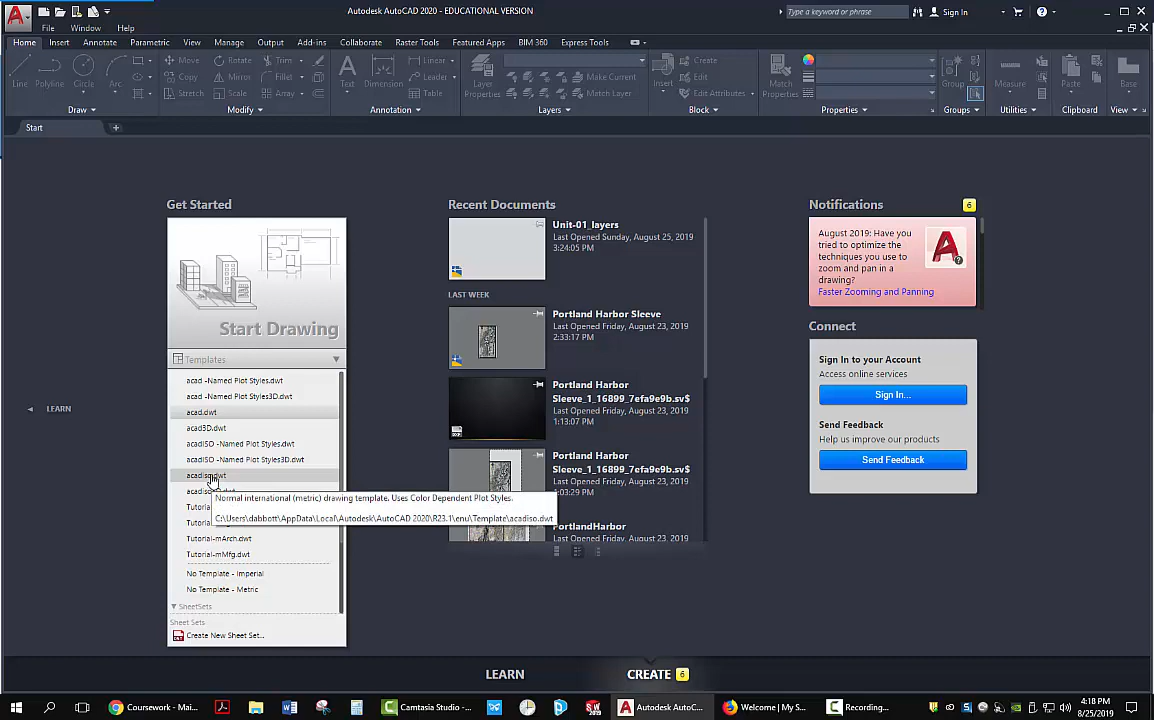 Autodesk AutoCAD 2020 - EDUCATIONAL VERSION
Type a keyword or phrase
Sign In
File Window Help
Home Insert Annotate Parametric View Manage Output Add-ins Collaborate Raster Tools Featured Apps BIM 360 Express Tools
Line Polyline Circle Arc
Move Rotate Trim
Copy Mirror Fillet
Stretch Scale Array
Text Dimension
Linear
Leader
Table
Layer Properties
Make Current
Match Layer
Insert
Create
Edit
Edit Attributes
Match Properties
Group
Measure
Paste
Base
Draw Modify Annotation Layers Block Properties Groups Utilities Clipboard View
Start
Get Started
Start Drawing
Templates
acad -Named Plot Styles.dwt
acad -Named Plot Styles3D.dwt
acad.dwt
acad3D.dwt
acadISO -Named Plot Styles.dwt
acadISO -Named Plot Styles3D.dwt
acadiso.dwt
Normal international (metric) drawing template. Uses Color Dependent Plot Styles.
C:\Users\dabbott\AppData\Local\Autodesk\AutoCAD 2020\R23.1\enu\Template\acadiso.dwt
Tutorial-mArch.dwt
Tutorial-mMfg.dwt
No Template - Imperial
No Template - Metric
SheetSets
Sheet Sets
Create New Sheet Set...
LEARN
Recent Documents
Unit-01_layers
Last Opened Sunday, August 25, 2019
3:24:05 PM
LAST WEEK
Portland Harbor Sleeve
Last Opened Friday, August 23, 2019
2:33:17 PM
Portland Harbor
Sleeve_1_16899_7efa9e9b.sv$
Last Opened Friday, August 23, 2019
1:13:07 PM
Portland Harbor
Sleeve_1_16899_7efa9e9b.sv$
Last Opened Friday, August 23, 2019
PortlandHarbor
Notifications 6
August 2019: Have you
tried to optimize the
techniques you use to
zoom and pan in a
drawing?
Faster Zooming and Panning
Connect
Sign In to your Account
Access online services
Sign In...
Send Feedback
Help us improve our products
Send Feedback
LEARN CREATE 6
Coursework - Mai...
Camtasia Studio -...
Autodesk AutoC...
Welcome | My S...
Recording...
4:18 PM
8/25/2019